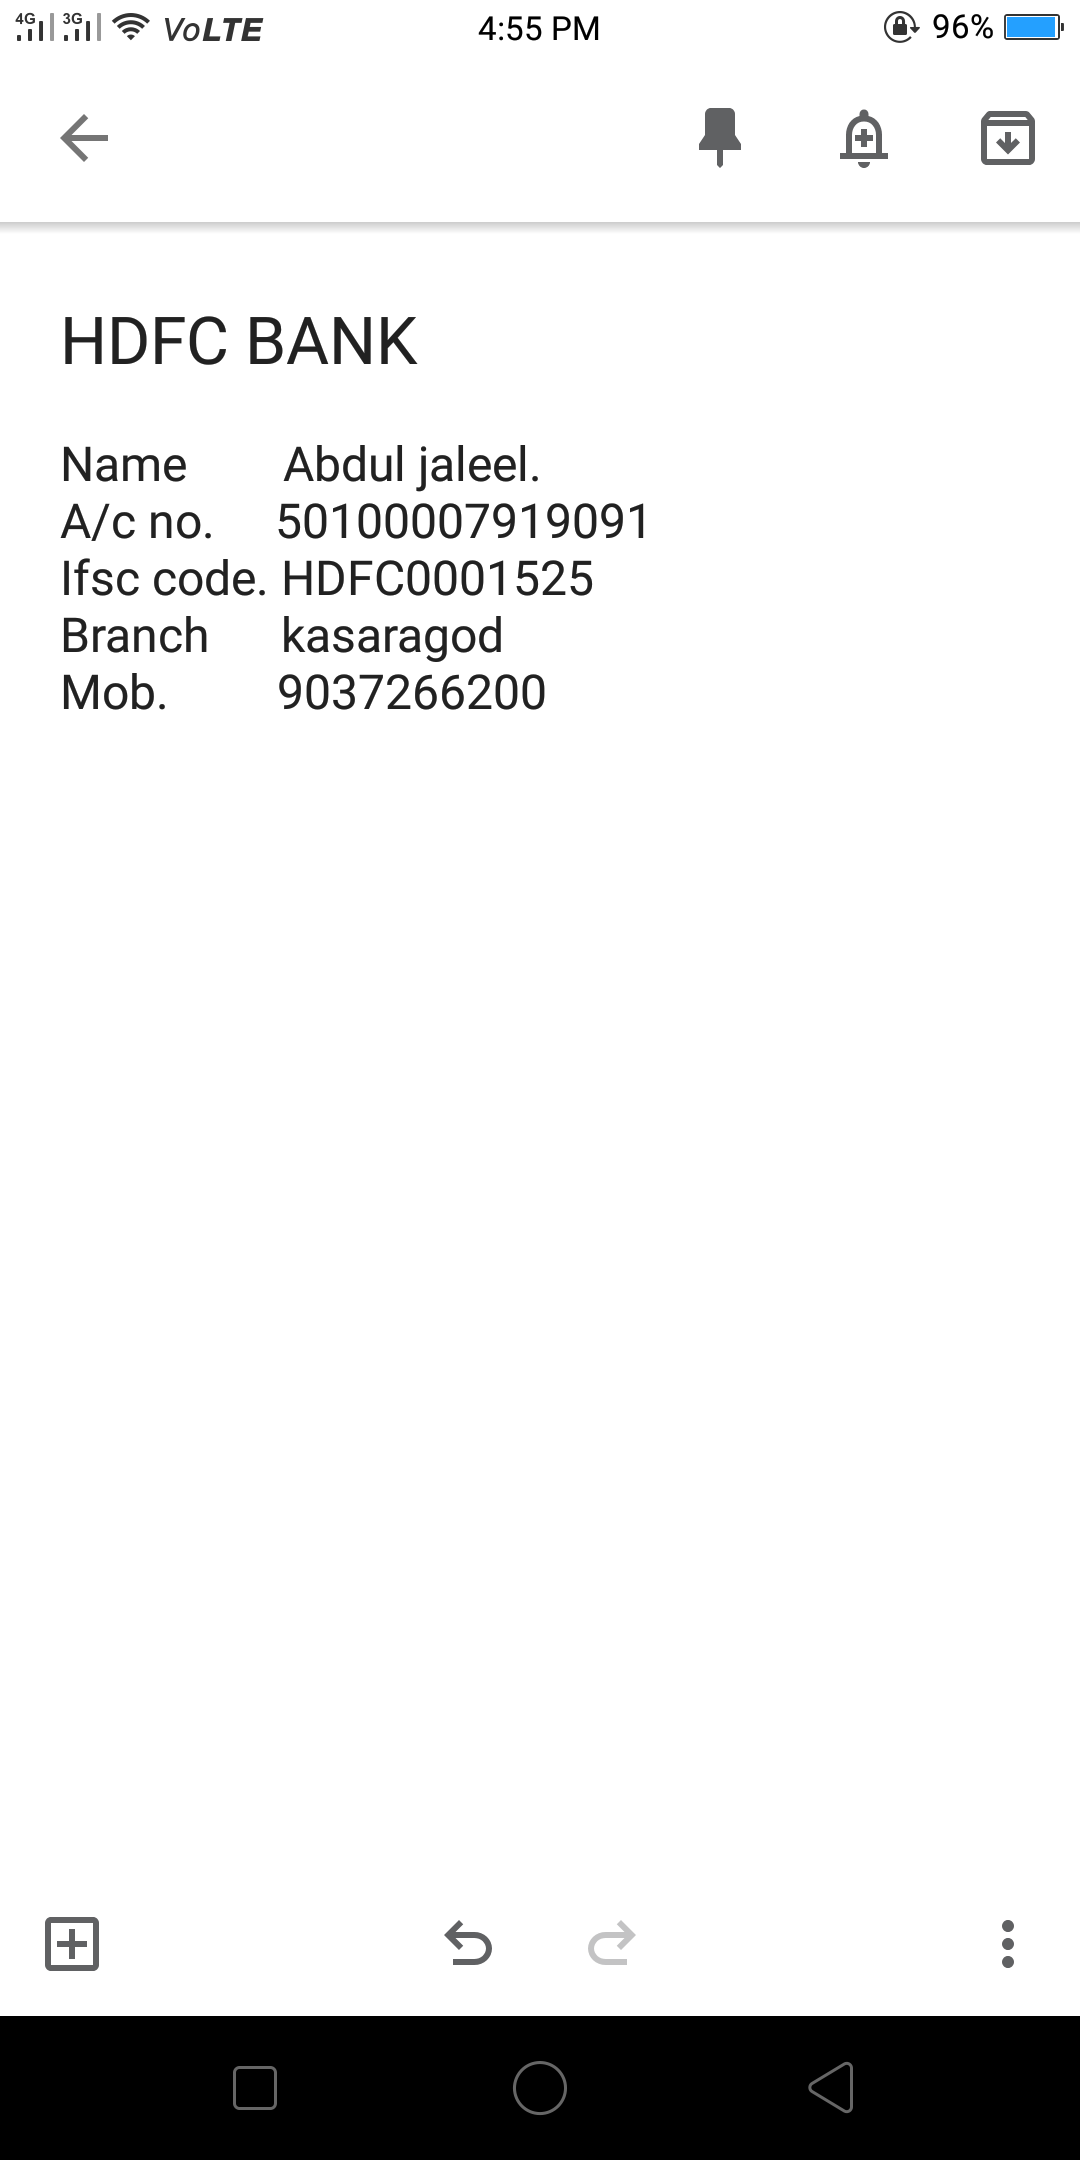 4G 3G VoLTE 4:55 PM 96%
HDFC BANK
Name Abdul jaleel.
A/c no. 50100007919091
Ifsc code. HDFC0001525
Branch kasaragod
Mob. 9037266200